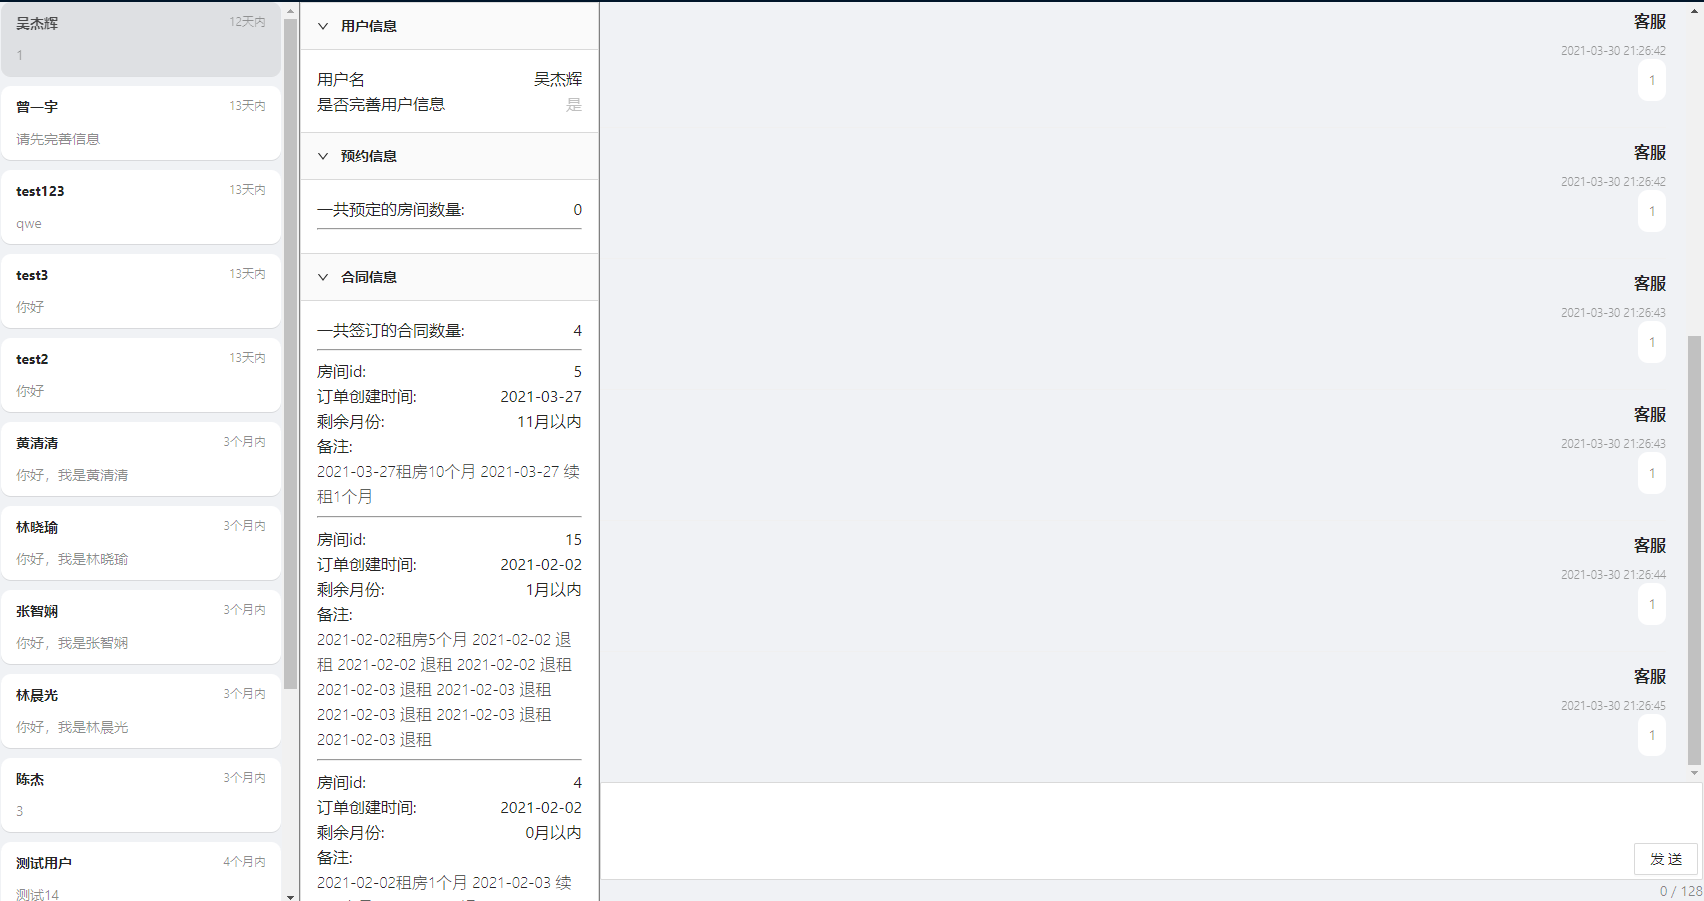 吴杰辉 12天内
1
曾一宇 13天内
请先完善信息
test123 13天内
qwe
test3 13天内
你好
test2 13天内
你好
黄清清 3个月内
你好，我是黄清清
林晓瑜 3个月内
你好，我是林晓瑜
张智娴 3个月内
你好，我是张智娴
林晨光 3个月内
你好，我是林晨光
陈杰 3个月内
3
测试用户 4个月内
测试14
用户信息
用户名 吴杰辉
是否完善用户信息 是
预约信息
一共预定的房间数量: 0
合同信息
一共签订的合同数量: 4
房间id: 5
订单创建时间: 2021-03-27
剩余月份: 11月以内
备注:
2021-03-27租房10个月 2021-03-27 续
租1个月
房间id: 15
订单创建时间: 2021-02-02
剩余月份: 1月以内
备注:
2021-02-02租房5个月 2021-02-02 退
租 2021-02-02 退租 2021-02-02 退租
2021-02-03 退租 2021-02-03 退租
2021-02-03 退租 2021-02-03 退租
2021-02-03 退租
房间id: 4
订单创建时间: 2021-02-02
剩余月份: 0月以内
备注:
2021-02-02租房1个月 2021-02-03 续
客服
2021-03-30 21:26:42
1
客服
2021-03-30 21:26:42
1
客服
2021-03-30 21:26:43
1
客服
2021-03-30 21:26:43
1
客服
2021-03-30 21:26:44
1
客服
2021-03-30 21:26:45
1
发 送
0 / 128